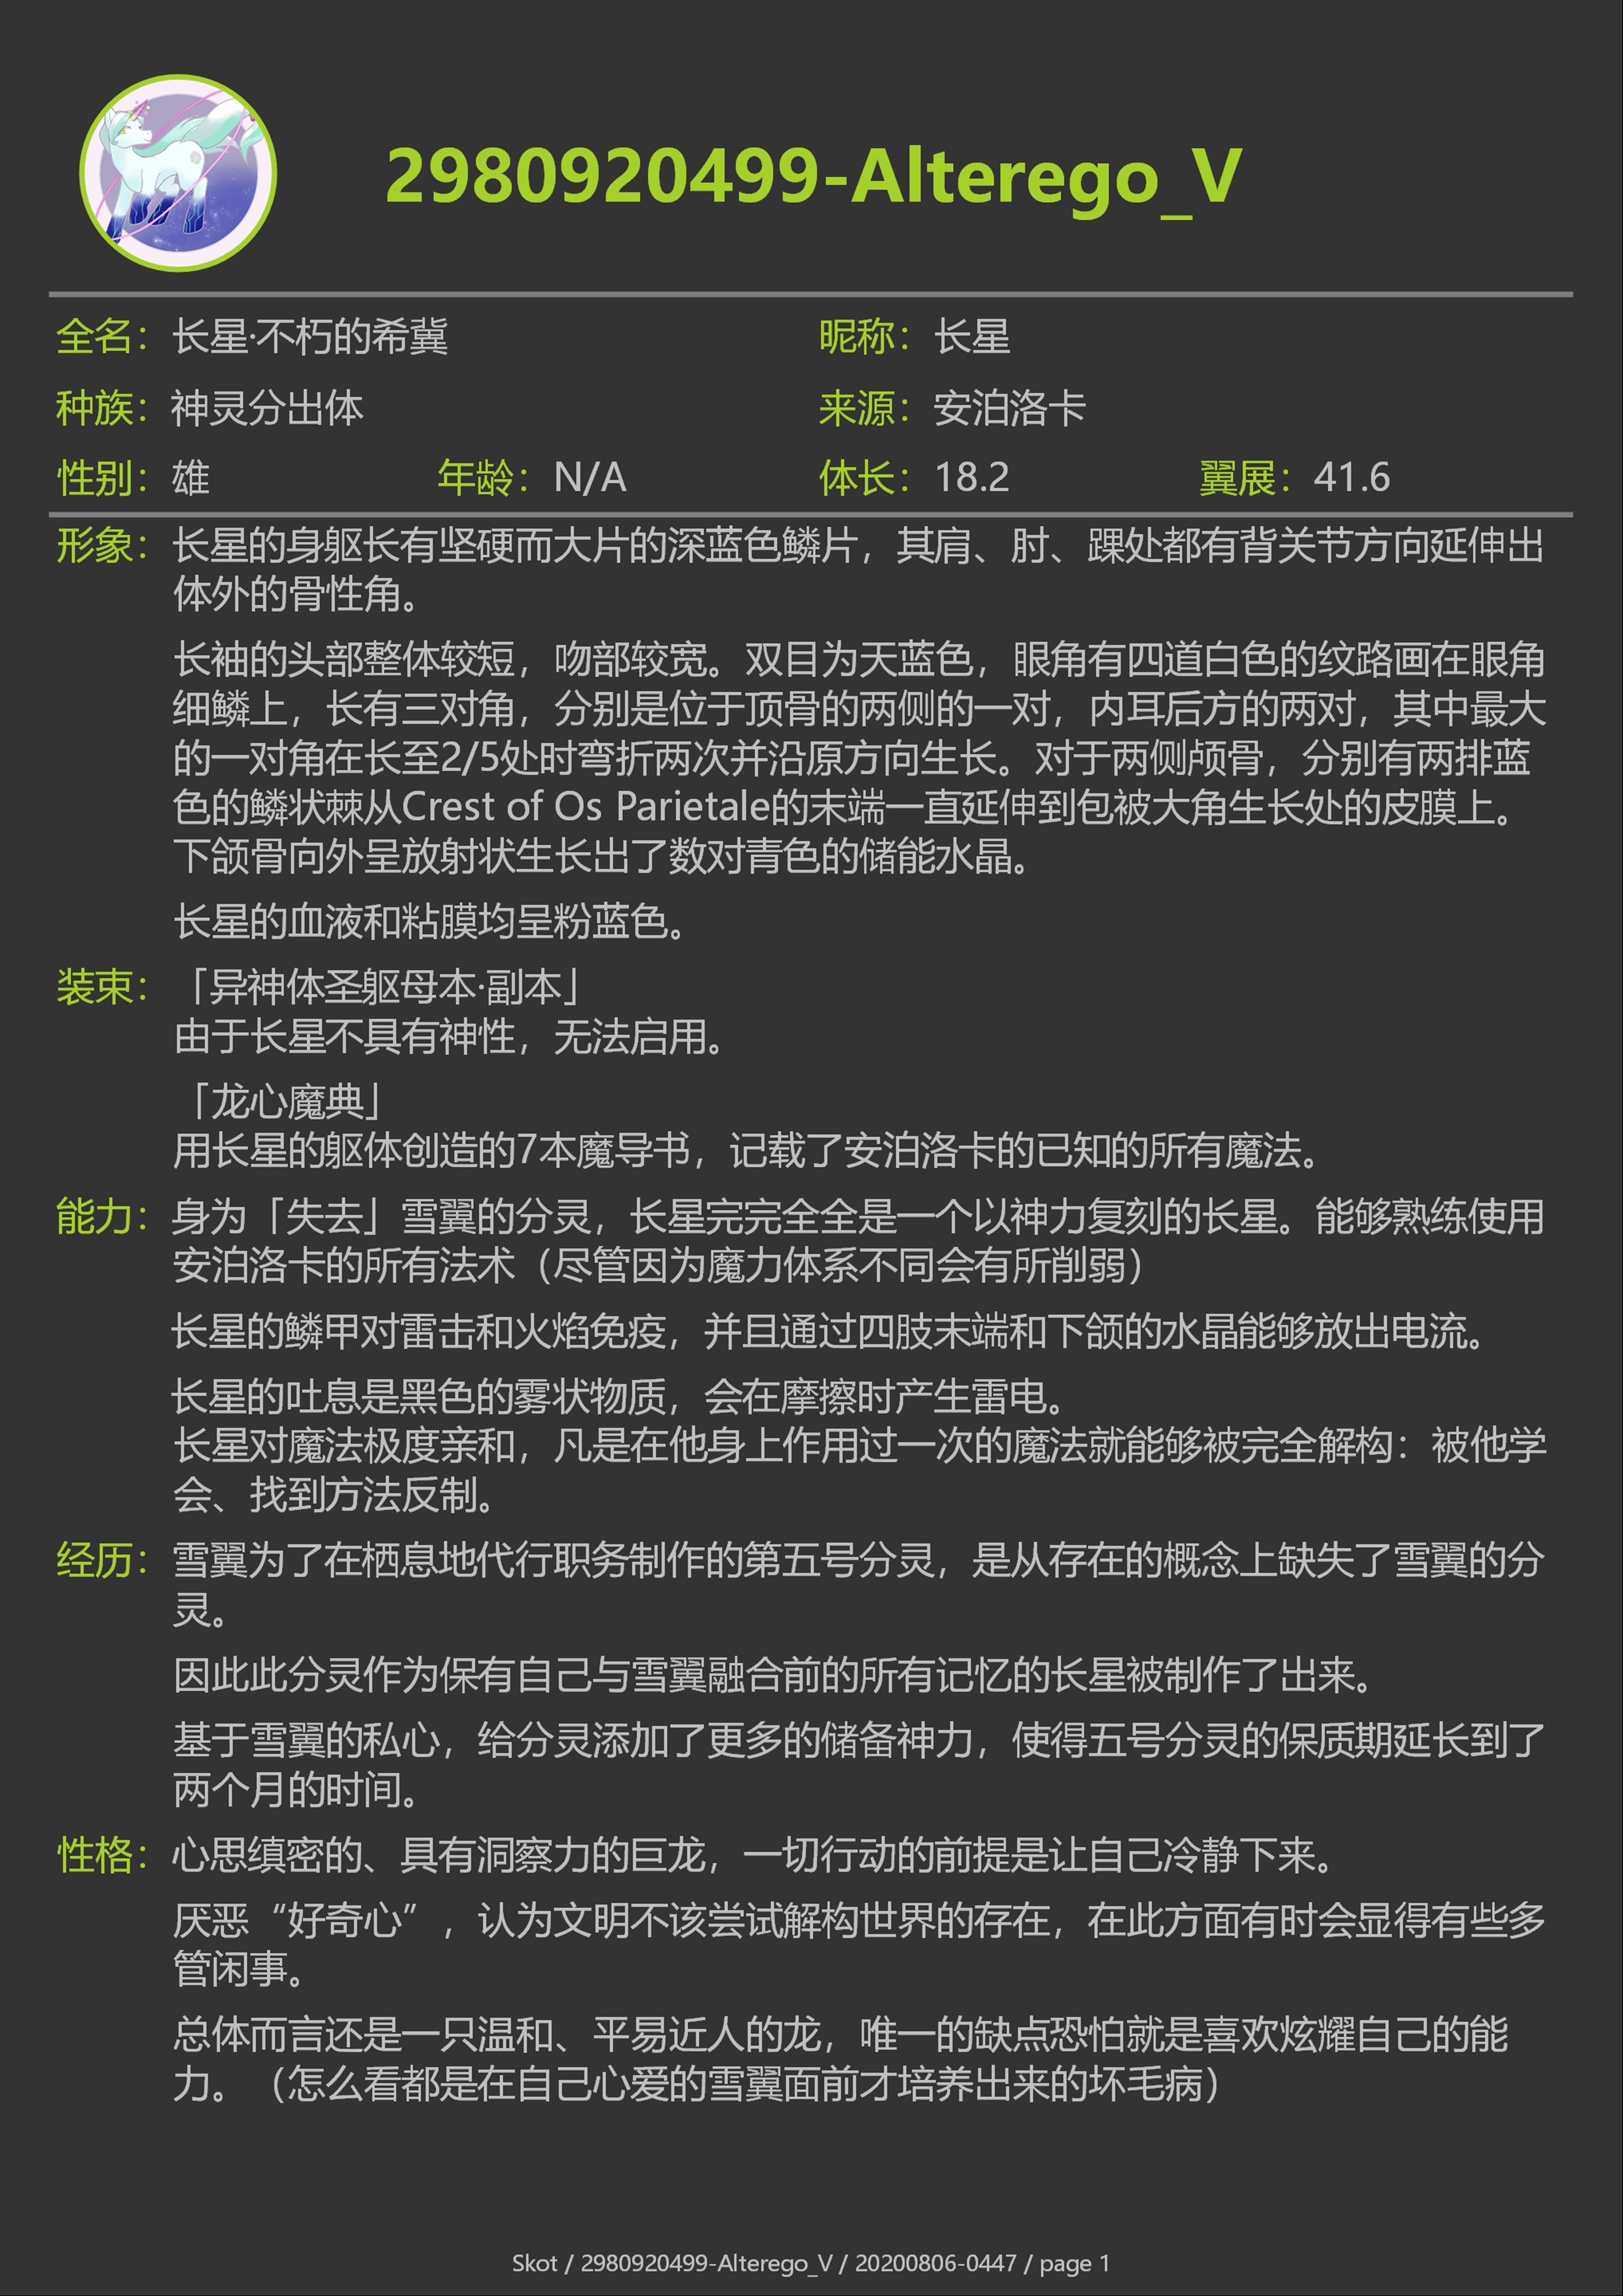 2980920499-Alterego_V
全名：长星·不朽的希冀 昵称：长星
种族：神灵分出体 来源：安泊洛卡
性别：雄 年龄：N/A 体长：18.2 翼展：41.6
形象：长星的身躯长有坚硬而大片的深蓝色鳞片，其肩、肘、踝处都有背关节方向延伸出
体外的骨性角。
长袖的头部整体较短，吻部较宽。双目为天蓝色，眼角有四道白色的纹路画在眼角
细鳞上，长有三对角，分别是位于顶骨的两侧的一对，内耳后方的两对，其中最大
的一对角在长至2/5处时弯折两次并沿原方向生长。对于两侧颅骨，分别有两排蓝
色的鳞状棘从Crest of Os Parietale的末端一直延伸到包被大角生长处的皮膜上。
下颌骨向外呈放射状生长出了数对青色的储能水晶。
长星的血液和粘膜均呈粉蓝色。
装束：「异神体圣躯母本·副本」
由于长星不具有神性，无法启用。
「龙心魔典」
用长星的躯体创造的7本魔导书，记载了安泊洛卡的已知的所有魔法。
能力：身为「失去」雪翼的分灵，长星完完全全是一个以神力复刻的长星。能够熟练使用
安泊洛卡的所有法术（尽管因为魔力体系不同会有所削弱）
长星的鳞甲对雷击和火焰免疫，并且通过四肢末端和下颌的水晶能够放出电流。
长星的吐息是黑色的雾状物质，会在摩擦时产生雷电。
长星对魔法极度亲和，凡是在他身上作用过一次的魔法就能够被完全解构：被他学
会、找到方法反制。
经历：雪翼为了在栖息地代行职务制作的第五号分灵，是从存在的概念上缺失了雪翼的分
灵。
因此此分灵作为保有自己与雪翼融合前的所有记忆的长星被制作了出来。
基于雪翼的私心，给分灵添加了更多的储备神力，使得五号分灵的保质期延长到了
两个月的时间。
性格：心思缜密的、具有洞察力的巨龙，一切行动的前提是让自己冷静下来。
厌恶“好奇心”，认为文明不该尝试解构世界的存在，在此方面有时会显得有些多
管闲事。
总体而言还是一只温和、平易近人的龙，唯一的缺点恐怕就是喜欢炫耀自己的能
力。（怎么看都是在自己心爱的雪翼面前才培养出来的坏毛病）
Skot / 2980920499-Alterego_V / 20200806-0447 / page 1